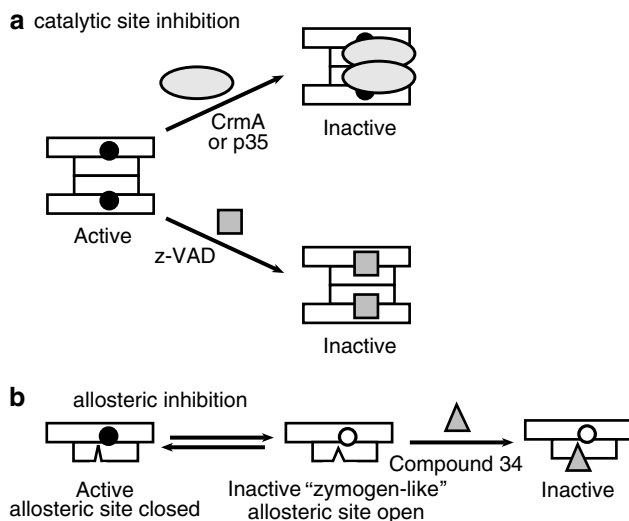 a catalytic site inhibition
CrmA
or p35
Inactive
Active
z-VAD
Inactive
b allosteric inhibition
Compound 34
Active
allosteric site closed
Inactive “zymogen-like”
allosteric site open
Inactive